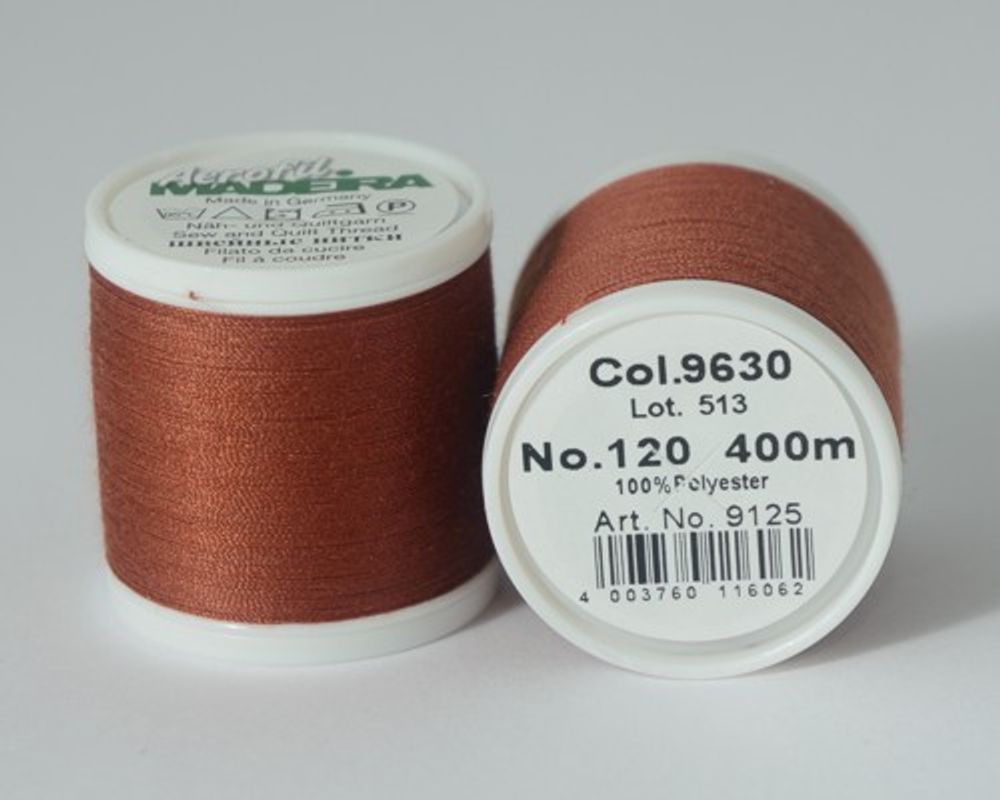 Aerofil
MADEIRA
Made in Germany
Näh- und Quiltgarn
Sew and Quilt Thread
швейные нитки
Filato da cucire
Fil à coudre
Col.9630
Lot. 513
No.120 400m
100%Polyester
Art. No. 9125
4 003760 116062